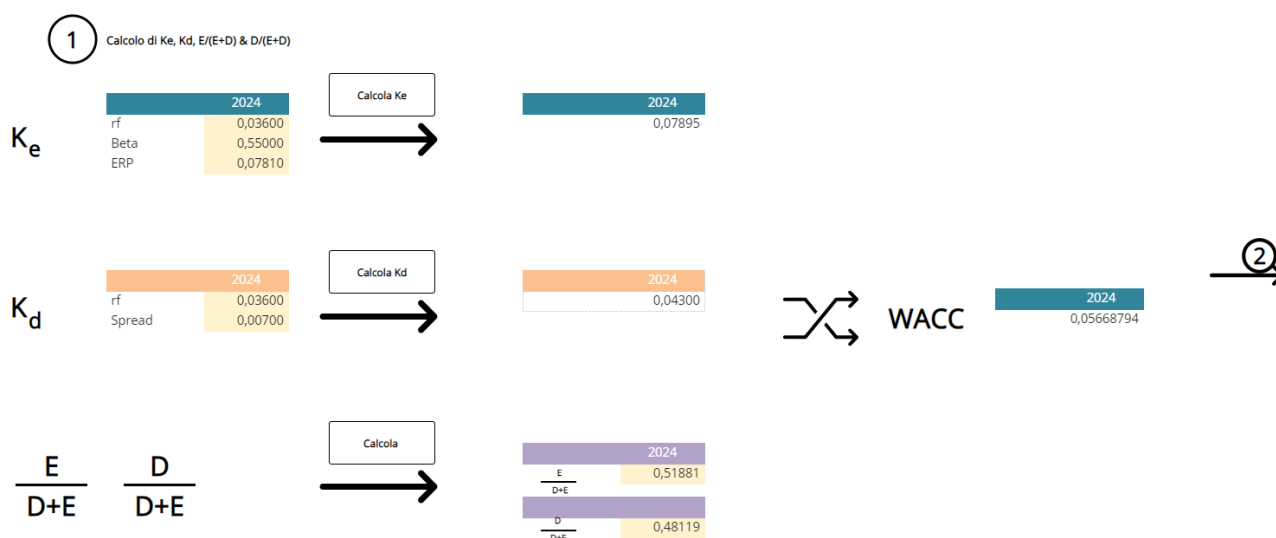 1 Calcolo di Ke, Kd, E/(E+D) & D/(E+D)
Ke
2024
rf 0,03600
Beta 0,55000
ERP 0,07810
Calcola Ke
2024
0,07895
Kd
2024
rf 0,03600
Spread 0,00700
Calcola Kd
2024
0,04300
WACC
2024
0,05668794
2
E
D+E
D
D+E
Calcola
2024
E
D+E
0,51881
D
D+E
0,48119